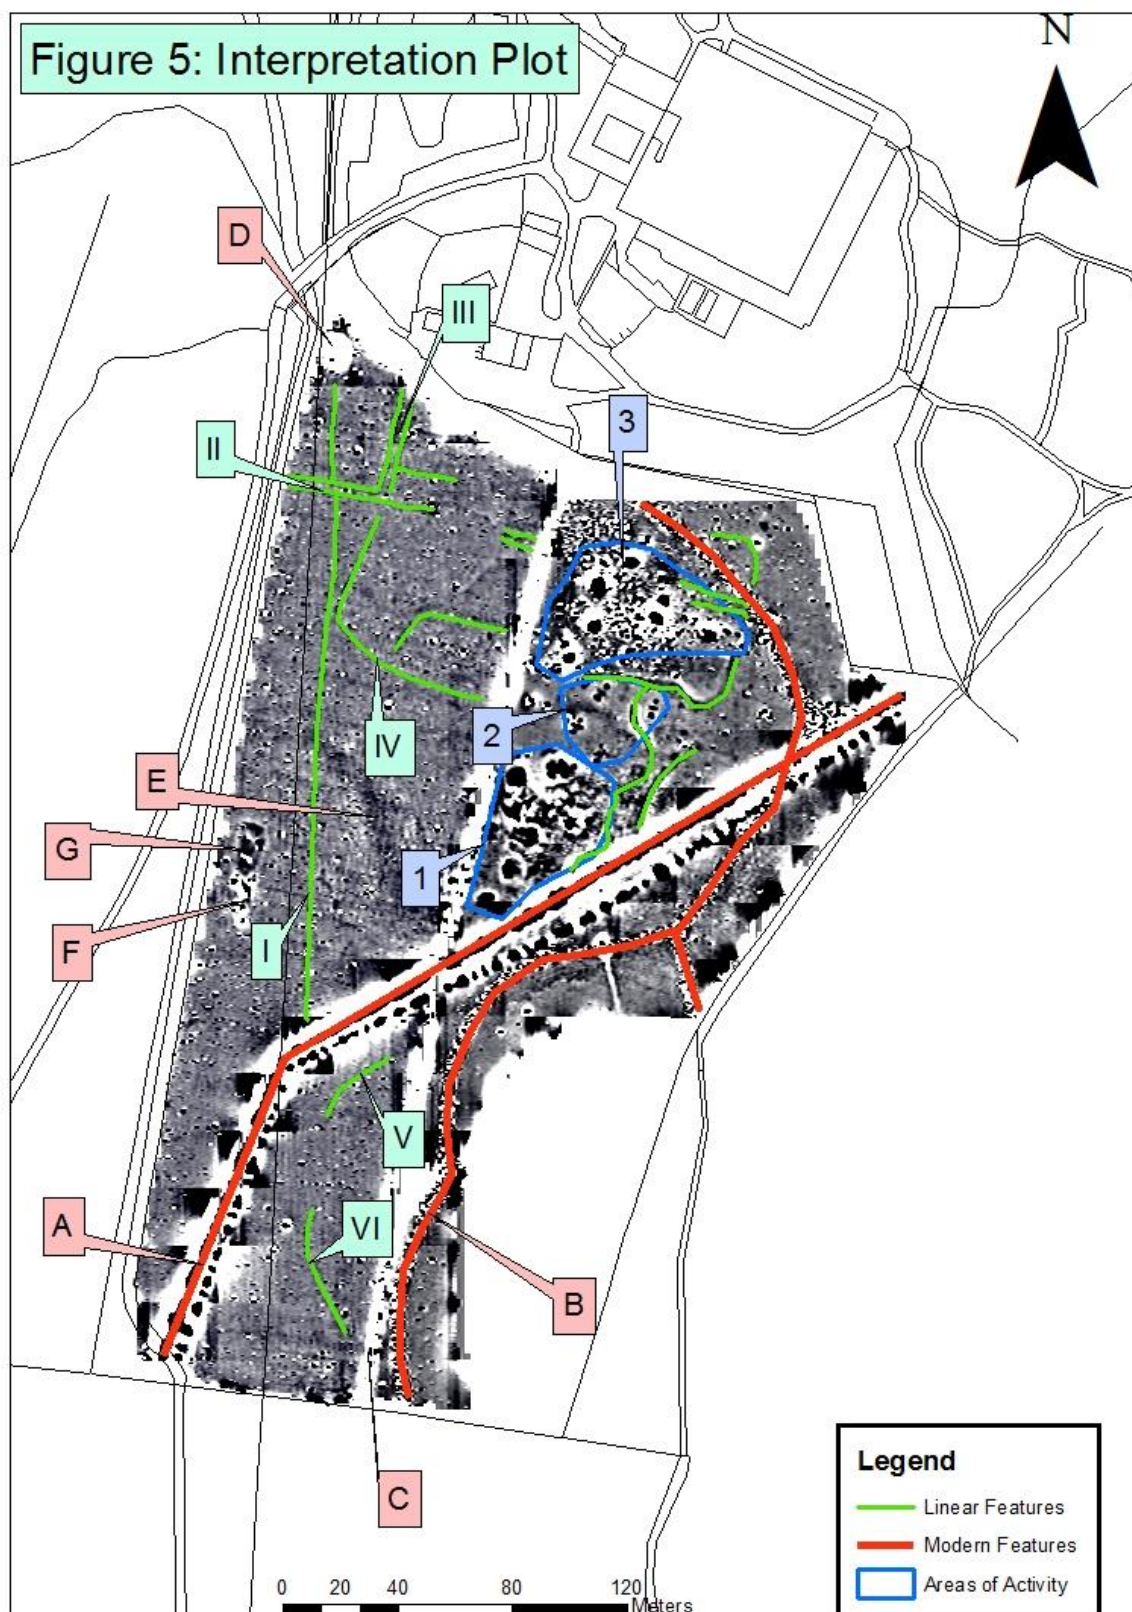 Figure 5: Interpretation Plot
N
D
III
3
II
IV
2
E
G
1
F
I
V
A
VI
B
C
Legend
Linear Features
Modern Features
Areas of Activity
0 20 40 80 120
Meters